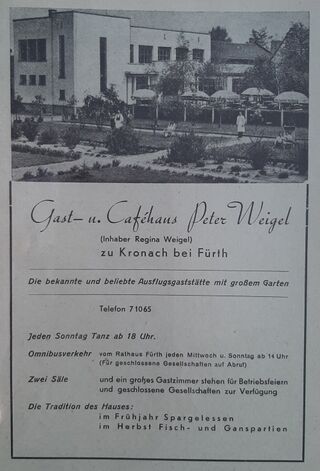 Gast- u. Caféhaus Peter Weigel
(Inhaber Regina Weigel)
zu Kronach bei Fürth
Die bekannte und beliebte Ausflugsgaststätte mit großem Garten
Telefon 71065
Jeden Sonntag Tanz ab 18 Uhr.
Omnibusverkehr vom Rathaus Fürth jeden Mittwoch u. Sonntag ab 14 Uhr
(Für geschlossene Gesellschaften auf Abruf)
Zwei Säle und ein großes Gastzimmer stehen für Betriebsfeiern
und geschlossene Gesellschaften zur Verfügung
Die Tradition des Hauses:
im Frühjahr Spargelessen
im Herbst Fisch- und Ganspartien